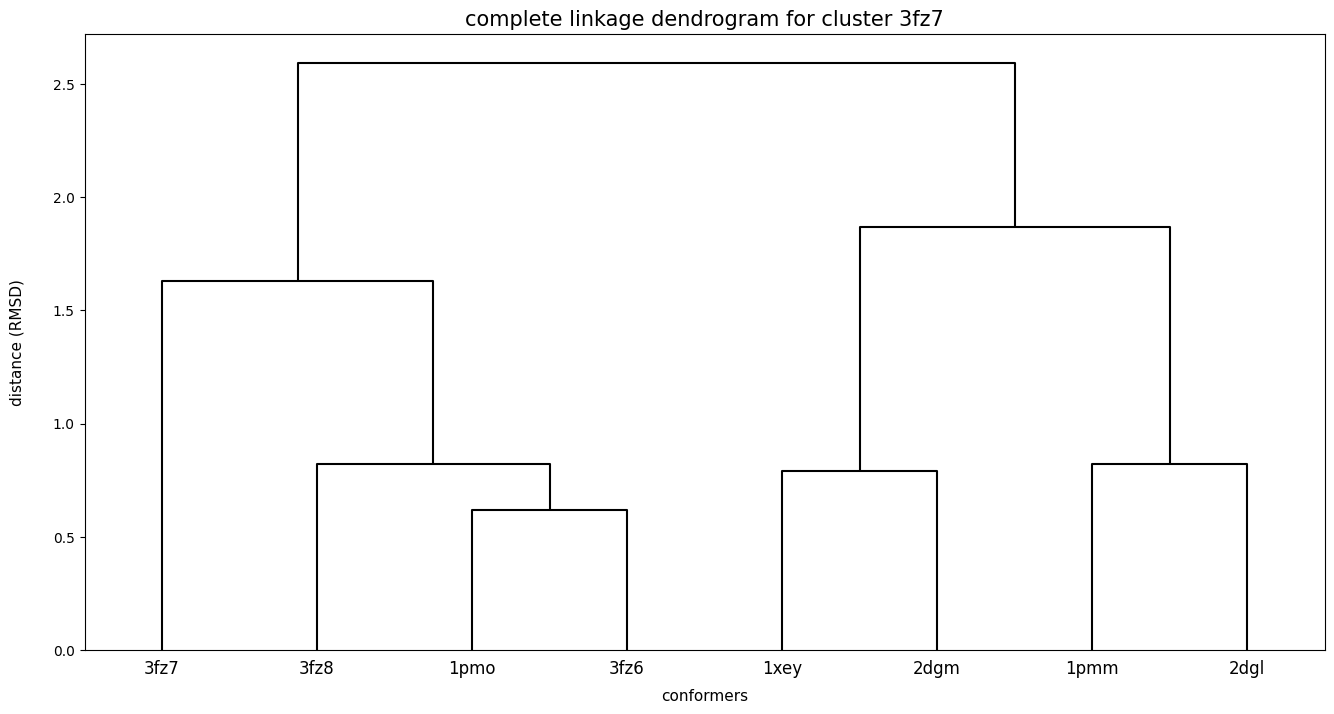 complete linkage dendrogram for cluster 3fz7
2.5
2.0
1.5
1.0
0.5
0.0
distance (RMSD)
3fz7 3fz8 1pmo 3fz6 1xey 2dgm 1pmm 2dgl
conformers